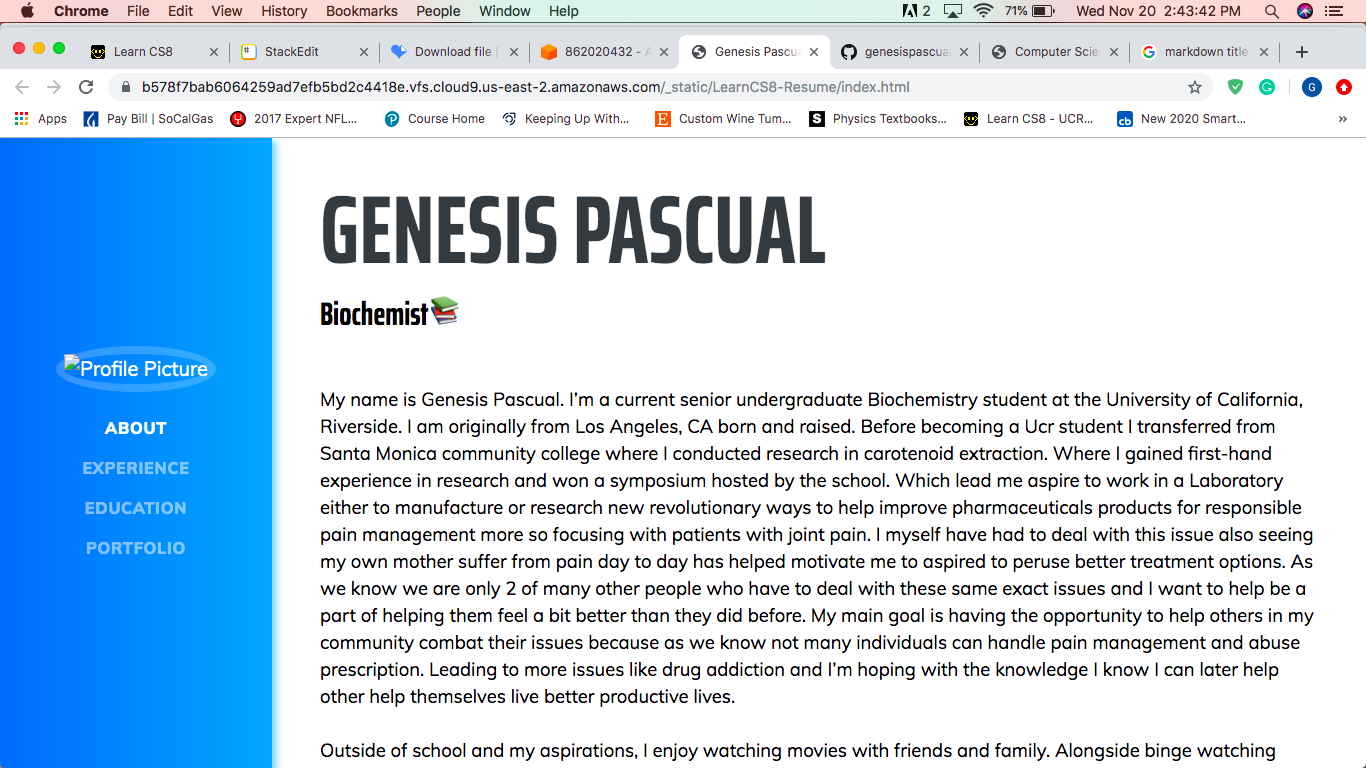 Chrome File Edit View History Bookmarks People Window Help 2 71% Wed Nov 20 2:43:42 PM
Learn CS8 StackEdit Download file | 862020432 - A Genesis Pascua genesispascua Computer Scie markdown title
b578f7bab6064259ad7efb5bd2c4418e.vfs.cloud9.us-east-2.amazonaws.com/_static/LearnCS8-Resume/index.html G
Apps Pay Bill | SoCalGas 2017 Expert NFL... Course Home Keeping Up With... E Custom Wine Tum... S Physics Textbooks... Learn CS8 - UCR... cb New 2020 Smart... »
GENESIS PASCUAL
Biochemist
Profile Picture
ABOUT
EXPERIENCE
EDUCATION
PORTFOLIO
My name is Genesis Pascual. I'm a current senior undergraduate Biochemistry student at the University of California,
Riverside. I am originally from Los Angeles, CA born and raised. Before becoming a Ucr student I transferred from
Santa Monica community college where I conducted research in carotenoid extraction. Where I gained first-hand
experience in research and won a symposium hosted by the school. Which lead me aspire to work in a Laboratory
either to manufacture or research new revolutionary ways to help improve pharmaceuticals products for responsible
pain management more so focusing with patients with joint pain. I myself have had to deal with this issue also seeing
my own mother suffer from pain day to day has helped motivate me to aspired to peruse better treatment options. As
we know we are only 2 of many other people who have to deal with these same exact issues and I want to help be a
part of helping them feel a bit better than they did before. My main goal is having the opportunity to help others in my
community combat their issues because as we know not many individuals can handle pain management and abuse
prescription. Leading to more issues like drug addiction and I'm hoping with the knowledge I know I can later help
other help themselves live better productive lives.
Outside of school and my aspirations, I enjoy watching movies with friends and family. Alongside binge watching